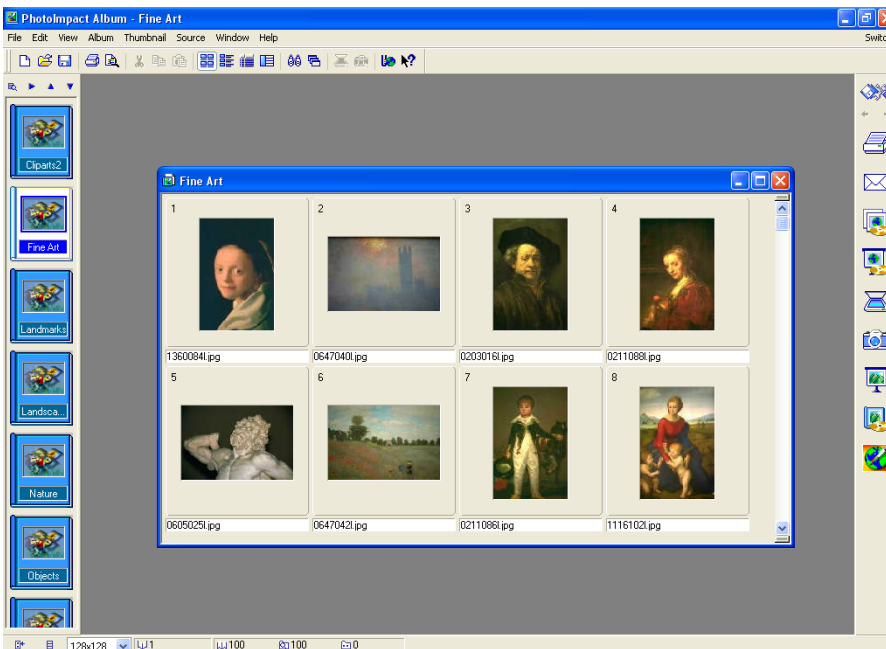 PhotoImpact Album - Fine Art
File Edit View Album Thumbnail Source Window Help
Switc
Cliparts2
Fine Art
Landmarks
Landsca...
Nature
Objects
Fine Art
1 2 3 4
1360084l.jpg 0647040l.jpg 0203016l.jpg 0211088l.jpg
5 6 7 8
0605025l.jpg 0647042l.jpg 0211086l.jpg 1116102l.jpg
128x128 1 100 100 0